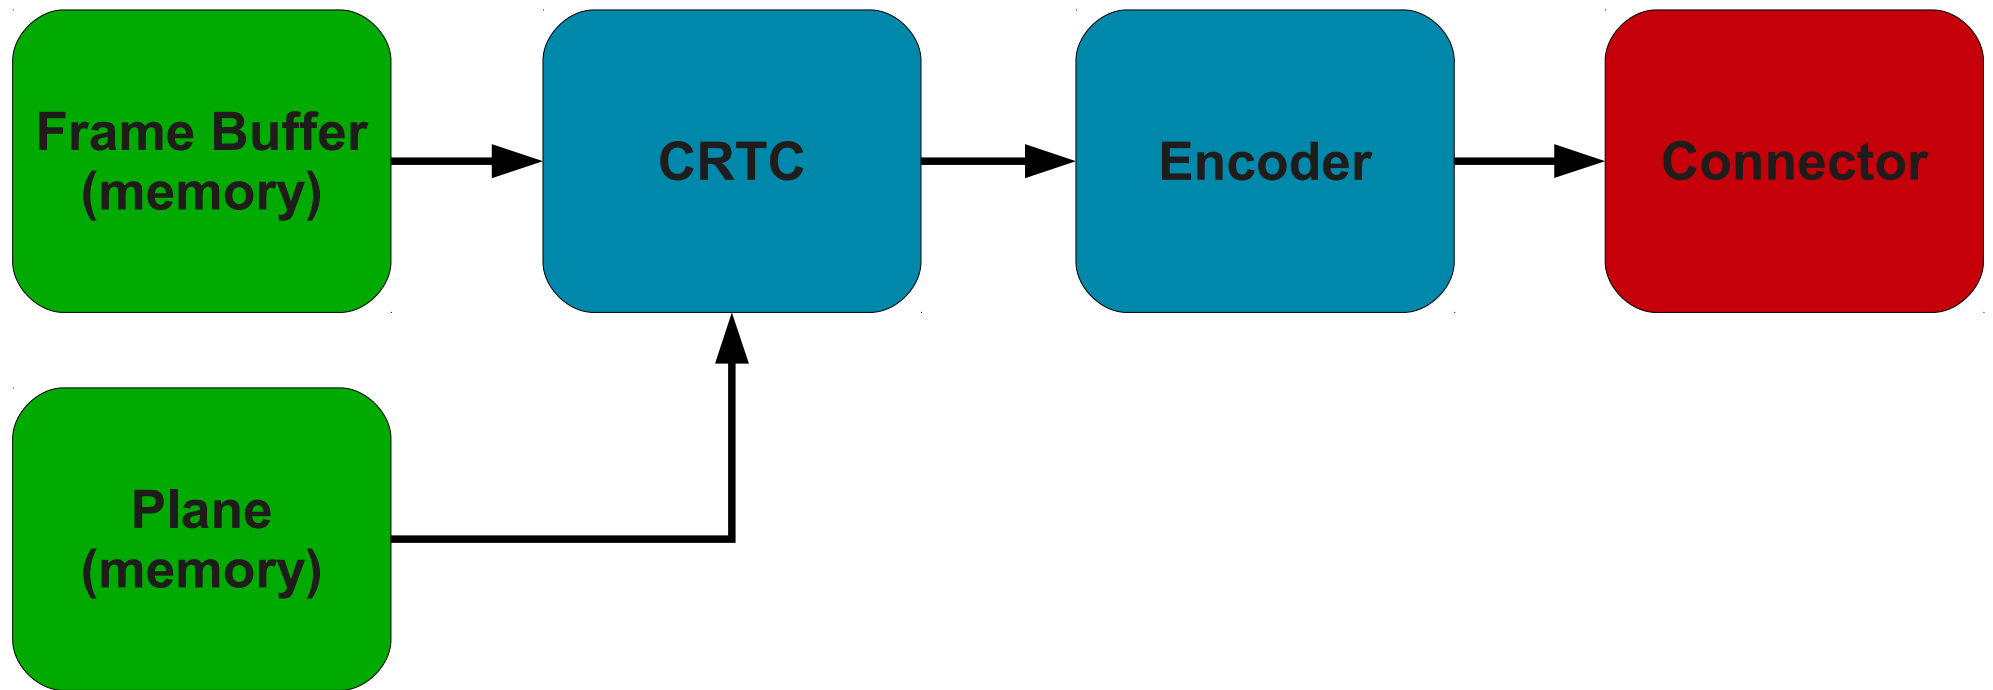 Frame Buffer
(memory)
CRTC
Encoder
Connector
Plane
(memory)